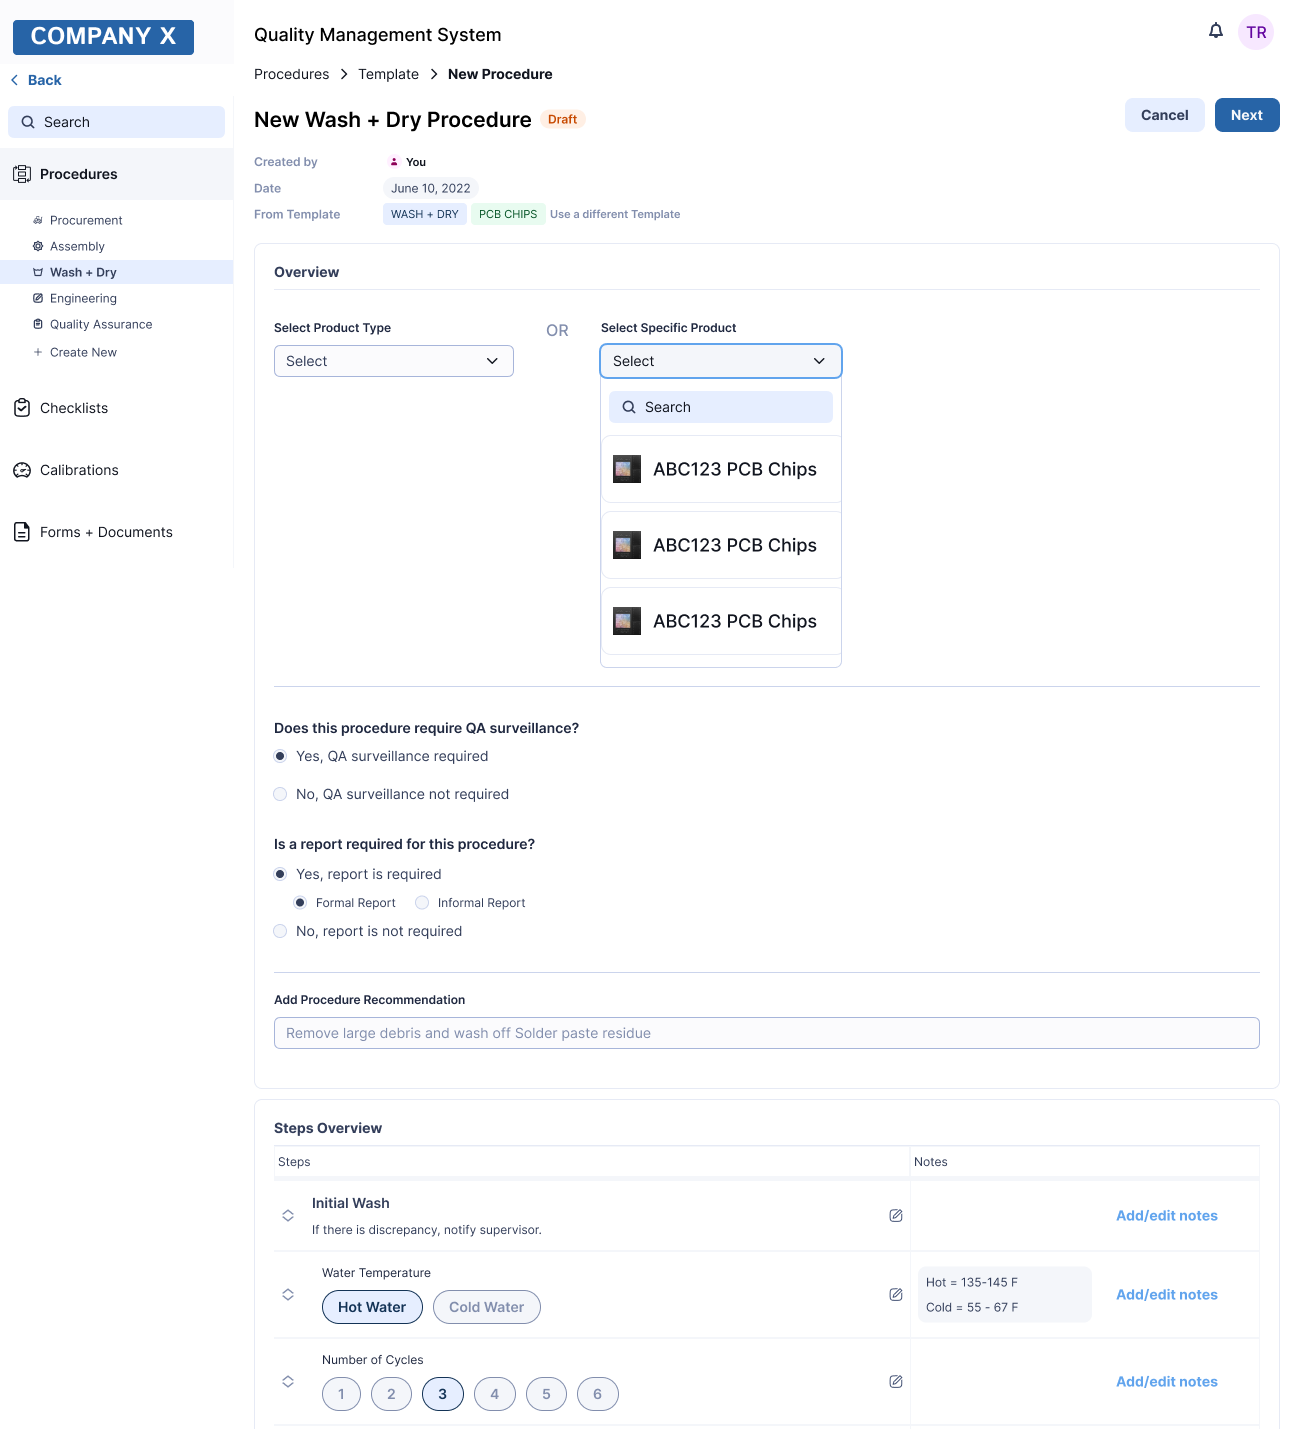 COMPANY X
Back
Search
Procedures
Procurement
Assembly
Wash + Dry
Engineering
Quality Assurance
Create New
Checklists
Calibrations
Forms + Documents
Quality Management System
TR
Procedures > Template > New Procedure
New Wash + Dry Procedure Draft
Cancel Next
Created by You
Date June 10, 2022
From Template WASH + DRY PCB CHIPS Use a different Template
Overview
Select Product Type OR Select Specific Product
Select Select
Search
ABC123 PCB Chips
ABC123 PCB Chips
ABC123 PCB Chips
Does this procedure require QA surveillance?
Yes, QA surveillance required
No, QA surveillance not required
Is a report required for this procedure?
Yes, report is required
Formal Report Informal Report
No, report is not required
Add Procedure Recommendation
Remove large debris and wash off Solder paste residue
Steps Overview
Steps Notes
Initial Wash
If there is discrepancy, notify supervisor.
Add/edit notes
Water Temperature
Hot Water Cold Water
Hot = 135-145 F
Cold = 55 - 67 F
Add/edit notes
Number of Cycles
1 2 3 4 5 6
Add/edit notes